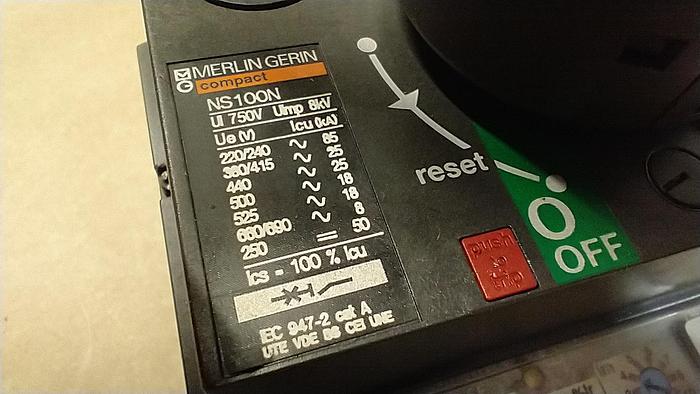 MERLIN GERIN
compact
NS100N
Ui 750V Uimp 8kV
Ue (V) Icu (kA)
220/240 ~ 85
380/415 ~ 25
440 ~ 25
500 ~ 18
525 ~ 18
660/690 ~ 8
250 ⎓ 50
Ics = 100 % Icu
IEC 947-2 cat A
UTE VDE BS CEI UNE
reset
push
to
trip
O
OFF